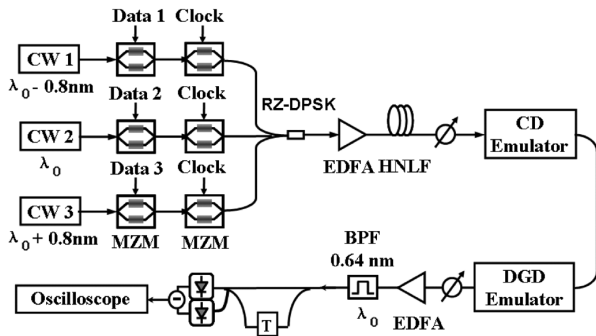 Data 1 Clock
CW 1
λ0 - 0.8nm
RZ-DPSK
Data 2 Clock
CW 2
λ0
EDFA HNLF
CD
Emulator
Data 3 Clock
CW 3
λ0 + 0.8nm
MZM MZM
BPF
0.64 nm
λ0
EDFA
DGD
Emulator
T
Oscilloscope